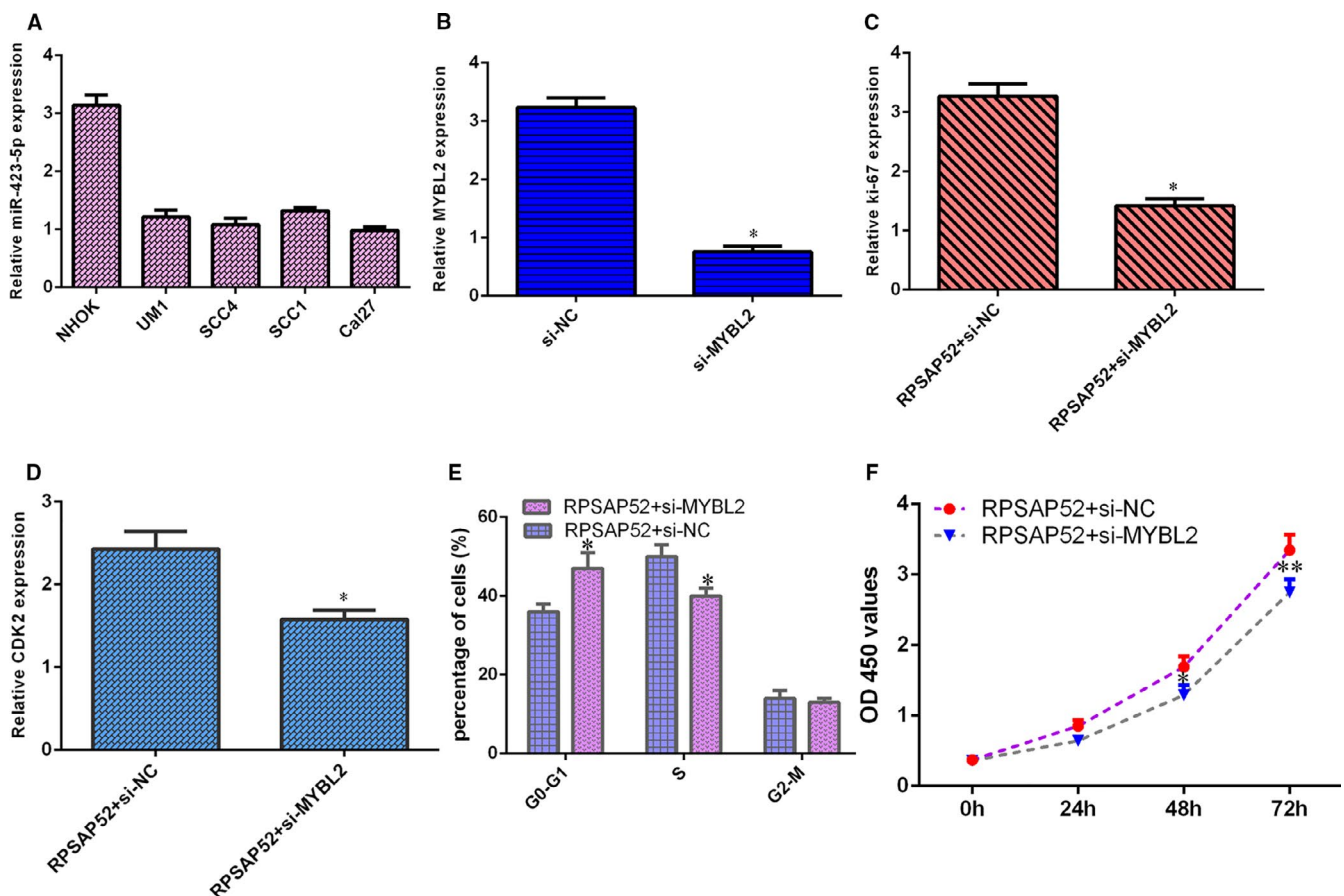 A
Relative miR-423-5p expression
4
3
2
1
0
NHOK
UM1
SCC4
SCC1
Cal27
B
Relative MYBL2 expression
4
3
2
1
0
*
si-NC
si-MYBL2
C
Relative ki-67 expression
4
3
2
1
0
*
RPSAP52+si-NC
RPSAP52+si-MYBL2
D
Relative CDK2 expression
3
2
1
0
*
RPSAP52+si-NC
RPSAP52+si-MYBL2
E
RPSAP52+si-MYBL2
RPSAP52+si-NC
percentage of cells (%)
60
40
20
0
*
*
G0-G1
S
G2-M
F
RPSAP52+si-NC
RPSAP52+si-MYBL2
OD 450 values
4
3
2
1
0
*
**
0h
24h
48h
72h